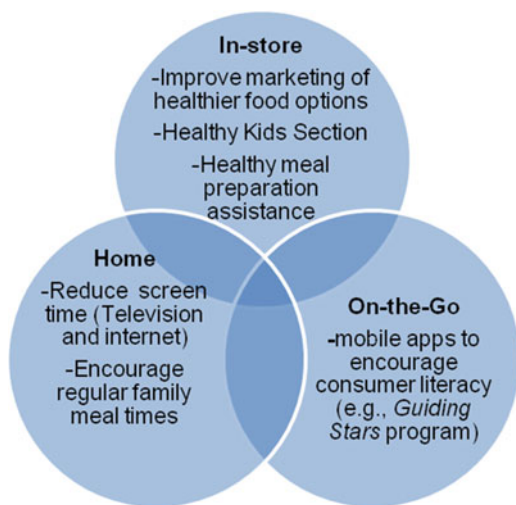 In-store
-Improve marketing of
healthier food options
-Healthy Kids Section
-Healthy meal
preparation
assistance
Home
-Reduce screen
time (Television
and internet)
-Encourage
regular family
meal times
On-the-Go
-mobile apps to
encourage
consumer literacy
(e.g., Guiding
Stars program)